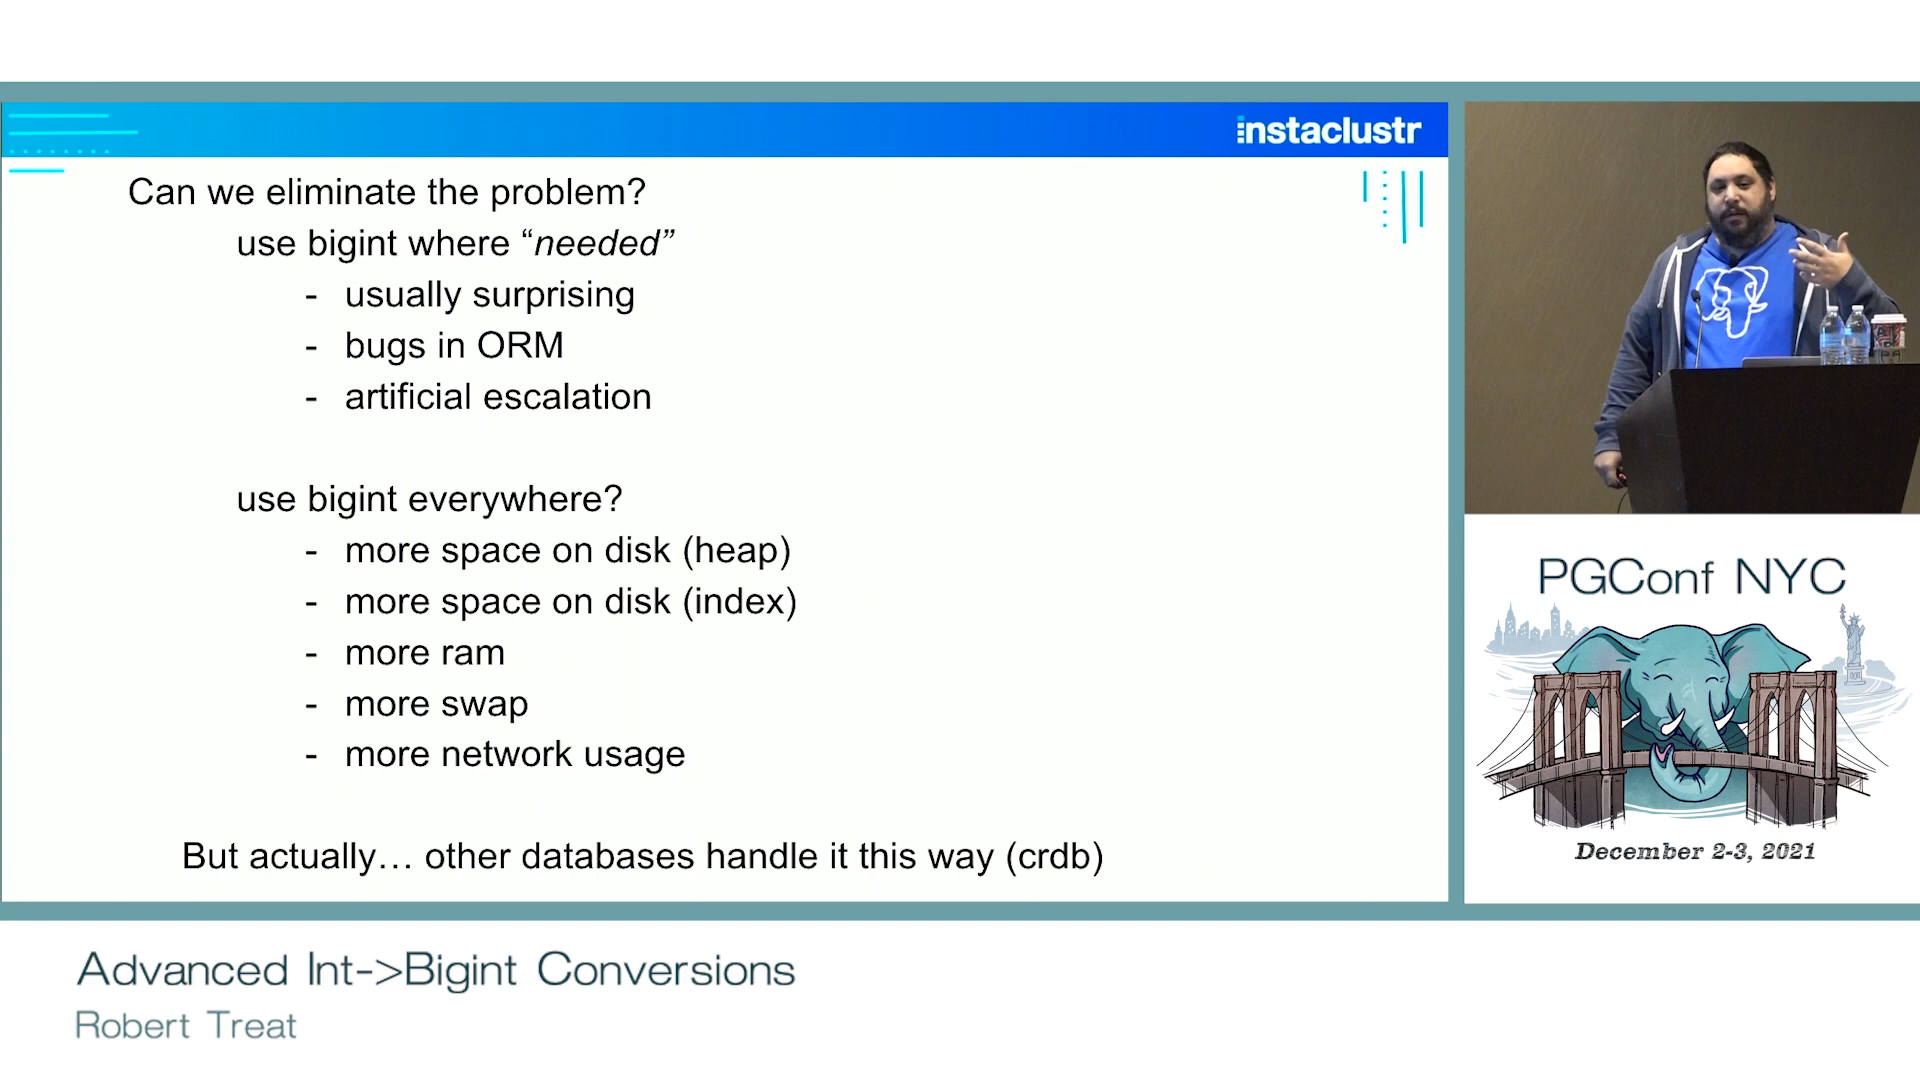 instaclustr
Can we eliminate the problem?
use bigint where “needed”
- usually surprising
- bugs in ORM
- artificial escalation
use bigint everywhere?
- more space on disk (heap)
- more space on disk (index)
- more ram
- more swap
- more network usage
But actually… other databases handle it this way (crdb)
PGConf NYC
December 2-3, 2021
Advanced Int->Bigint Conversions
Robert Treat